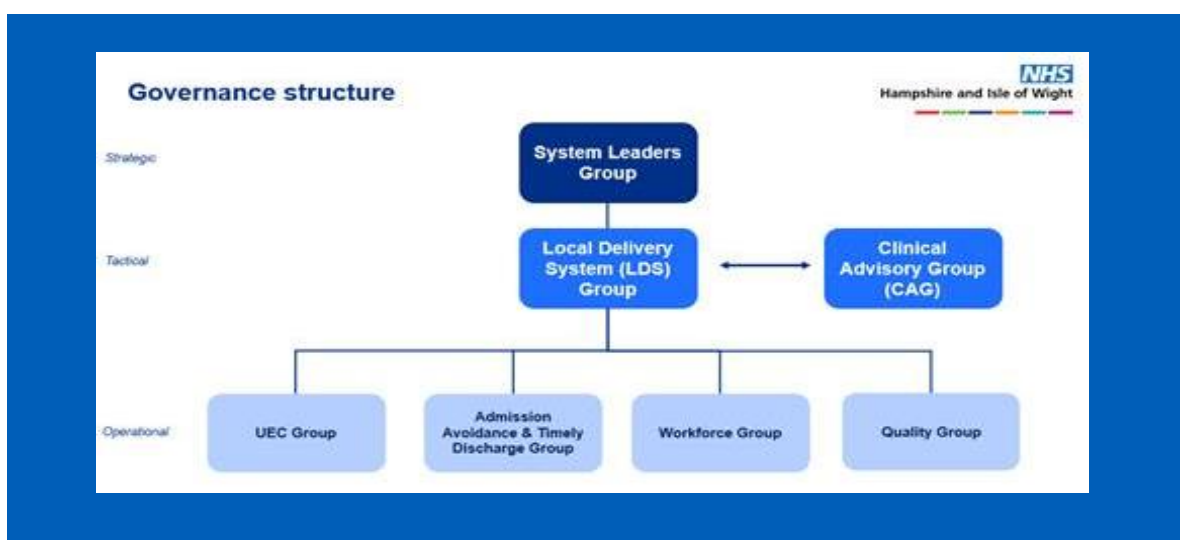 NHS
Governance structure
Hampshire and Isle of Wight
Strategic
System Leaders
Group
Tactical
Local Delivery
System (LDS)
Group
Clinical
Advisory Group
(CAG)
Operational
UEC Group
Admission
Avoidance & Timely
Discharge Group
Workforce Group
Quality Group